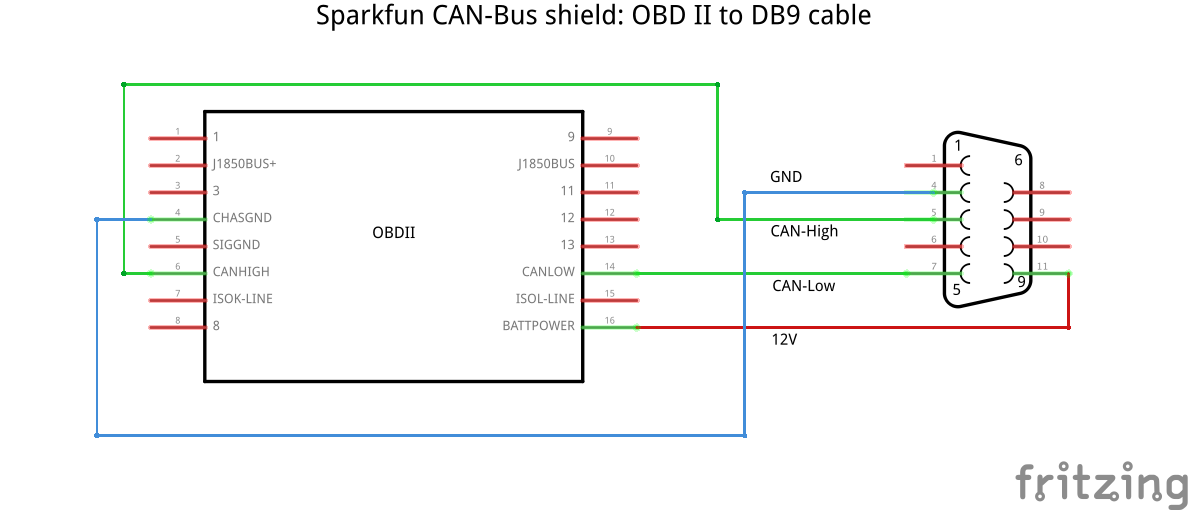 Sparkfun CAN-Bus shield: OBD II to DB9 cable
1 1 9 9
2 J1850BUS+ J1850BUS 10
3 3 11 11
4 CHASGND 12 12
5 SIGGND 13 13
6 CANHIGH CANLOW 14
7 ISOK-LINE ISOL-LINE 15
8 8 BATTPOWER 16
OBDII
GND
CAN-High
CAN-Low
12V
1 6
1
4 8
5 9
6 10
7 11
5 9
fritzing